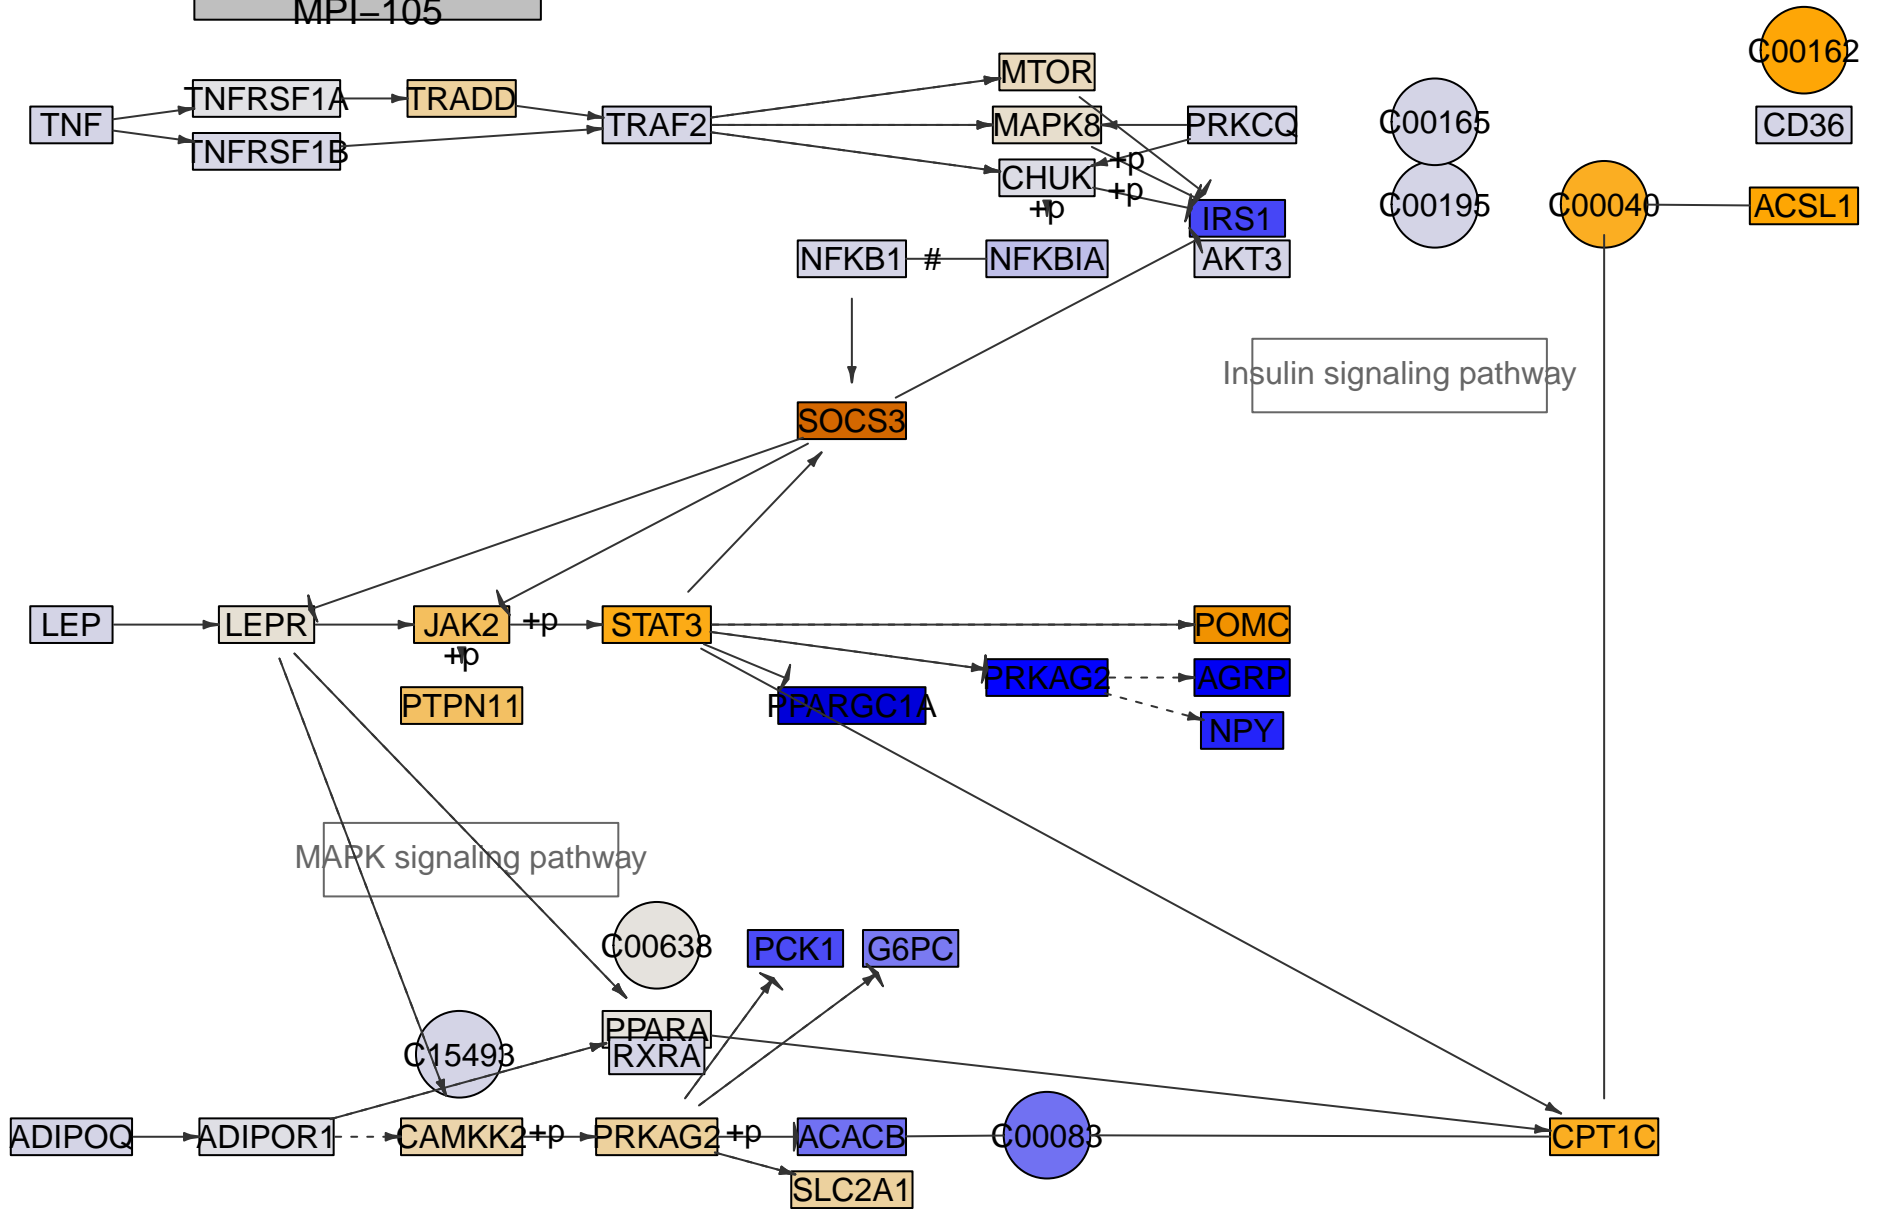 MPI–105
C00162
TNF
TNFRSF1A
TRADD
TNFRSF1B
TRAF2
MTOR
MAPK8
PRKCQ
C00165
CD36
+p
CHUK
+p
+p
IRS1
C00195
C00040
ACSL1
NFKB1
#
NFKBIA
AKT3
Insulin signaling pathway
SOCS3
LEP
LEPR
JAK2
+p
STAT3
POMC
+p
PTPN11
PPARGC1A
PRKAG2
AGRP
NPY
MAPK signaling pathway
C00638
PCK1
G6PC
PPARA
RXRA
C15493
ADIPOQ
ADIPOR1
CAMKK2
+p
PRKAG2
+p
ACACB
C00083
CPT1C
SLC2A1